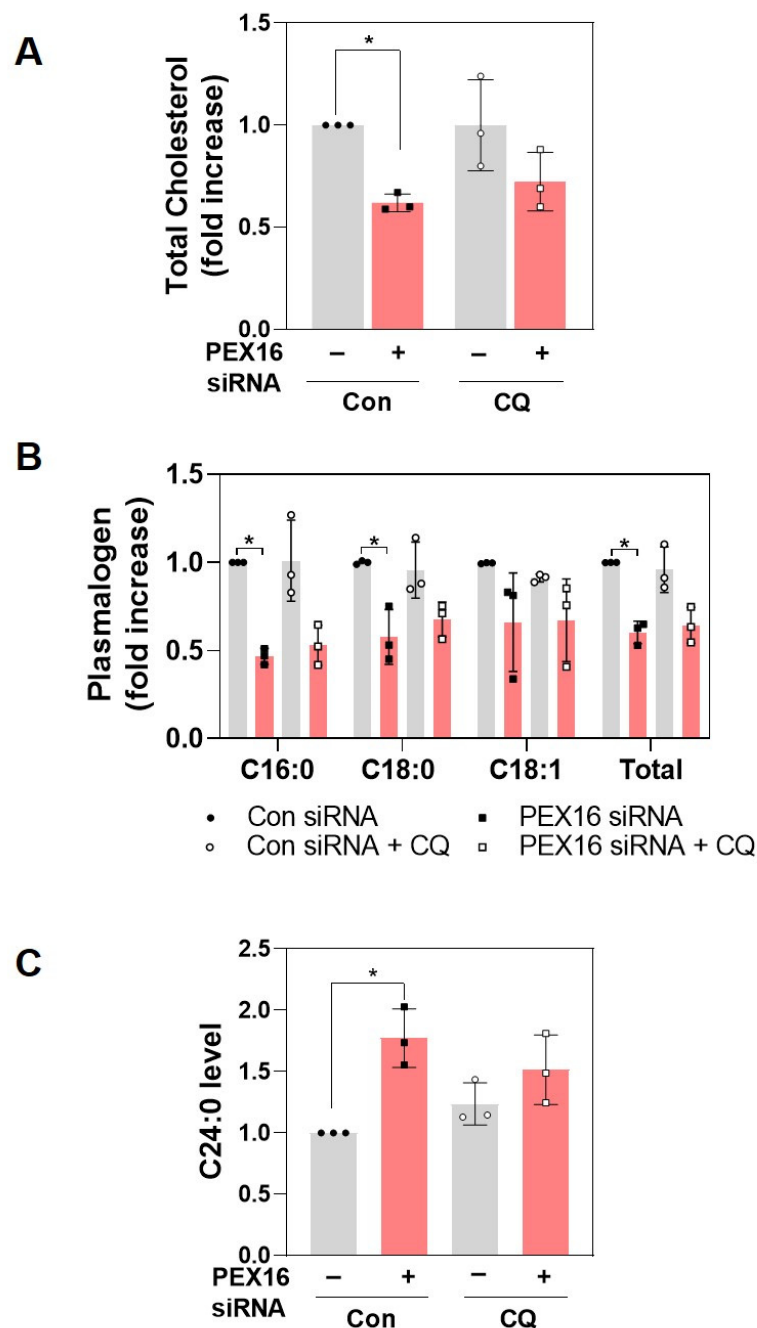 A
Total Cholesterol
(fold increase)
1.5
1.0
0.5
0.0
*
PEX16 − + − +
siRNA
Con CQ
B
Plasmalogen
(fold increase)
1.5
1.0
0.5
0.0
* * *
C16:0 C18:0 C18:1 Total
Con siRNA PEX16 siRNA
Con siRNA + CQ PEX16 siRNA + CQ
C
C24:0 level
2.5
2.0
1.5
1.0
0.5
0.0
*
PEX16 − + − +
siRNA
Con CQ